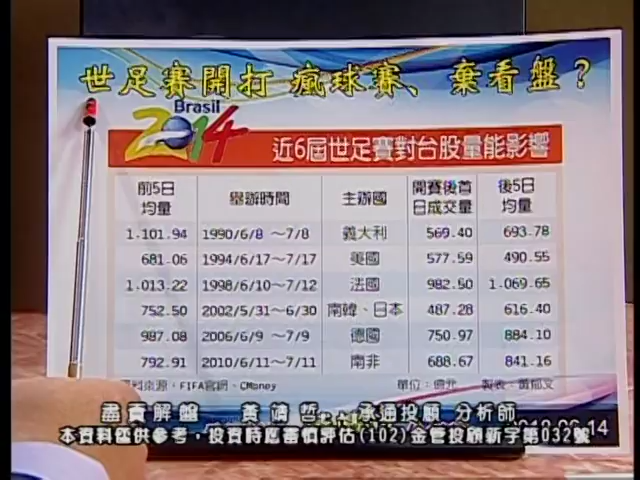 世足賽開打 瘋球賽、棄看盤？
Brasil
2014
近6屆世足賽對台股量能影響
前5日均量 舉辦時間 主辦國 開賽後首日成交量 後5日均量
1,101.94 1990/6/8 ～7/8 義大利 569.40 693.78
681.06 1994/6/17～7/17 美國 577.59 490.55
1,013.22 1998/6/10～7/12 法國 982.50 1,069.65
752.50 2002/5/31～6/30 南韓、日本 487.28 616.40
987.08 2006/6/9 ～7/9 德國 750.97 884.10
792.91 2010/6/11～7/11 南非 688.67 841.16
資料來源：FIFA官網、CMoney 單位：億元 製表：黃郁文
盡責解盤 黃靖哲 承通投顧 分析師
本資料僅供參考，投資時應審慎評估(102)金管投顧新字第032號